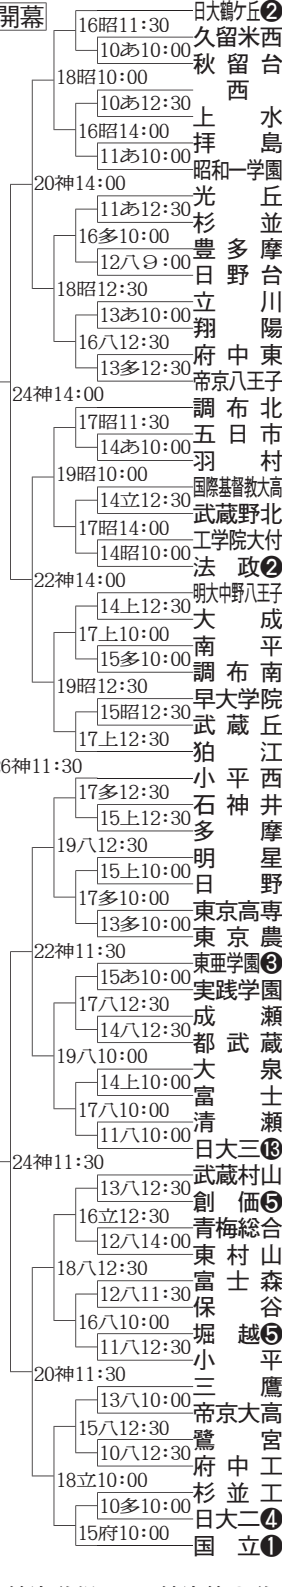 開幕
日大鶴ケ丘❷
16昭11:30
久留米西
10あ10:00
秋留台
18昭10:00
西
10あ12:30
上水
16昭14:00
拝島
11あ10:00
昭和一学園
20神14:00
光丘
11あ12:30
杉並
16多10:00
豊多摩
12八9:00
日野台
18昭12:30
立川
13あ10:00
翔陽
16八12:30
府中東
13多12:30
帝京八王子
24神14:00
調布北
17昭11:30
五日市
14あ10:00
羽村
19昭10:00
国際基督教大高
14立12:30
武蔵野北
17昭14:00
工学院大付
14昭10:00
法政❷
22神14:00
明大中野八王子
14上12:30
大成
17上10:00
南平
15多10:00
調布南
19昭12:30
早大学院
15昭12:30
武蔵丘
17上12:30
狛江
26神11:30
小平西
17多12:30
石神井
15上12:30
多摩
19八12:30
明星
15上10:00
日野
17多10:00
東京高専
13多10:00
東京農
22神11:30
東亜学園❸
15あ10:00
実践学園
17八12:30
成瀬
14八12:30
都武蔵
19八10:00
大泉
14上10:00
富士
17八10:00
清瀬
11八10:00
日大三⓭
24神11:30
武蔵村山
13八12:30
創価❺
16立12:30
青梅総合
12八14:00
東村山
18八12:30
富士森
12八11:30
保谷
16八10:00
堀越❺
11八12:30
小平
20神11:30
三鷹
13八10:00
帝京大高
15八12:30
鷺宮
10八12:30
府中工
18立10:00
杉並工
10多10:00
日大二❹
15府10:00
国立❶